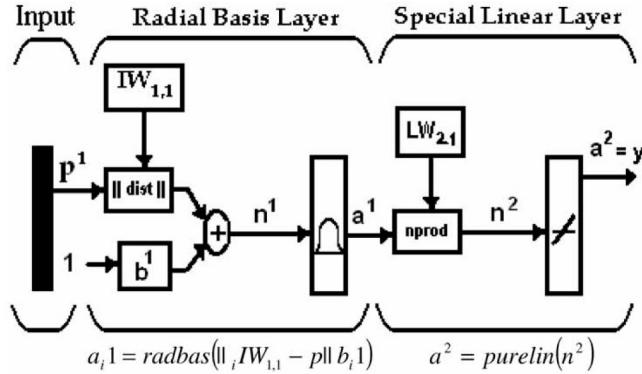 Input
Radial Basis Layer
Special Linear Layer
IW1,1
LW2,1
p1
|| dist ||
+
n1
a1
nprod
n2
a2 = y
1
b1
ai1 = radbas(|| iIW1,1 − p|| bi1)
a2 = purelin(n2)